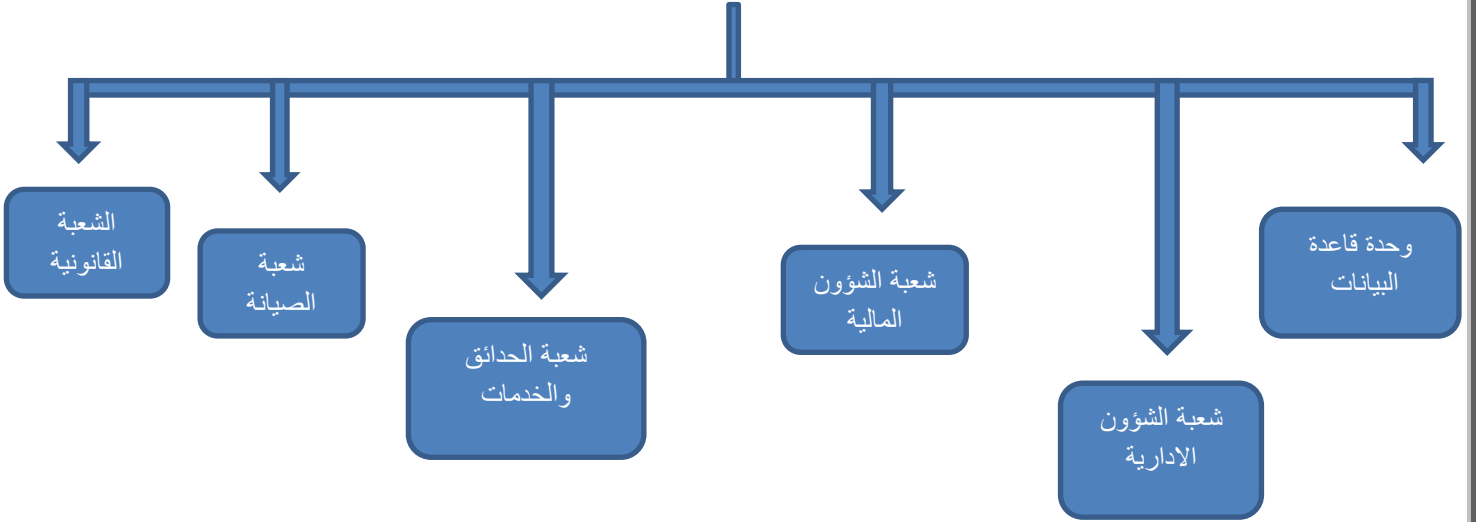 وحدة قاعدة
البيانات
شعبة الشؤون
الادارية
شعبة الشؤون
المالية
شعبة الحدائق
والخدمات
شعبة
الصيانة
الشعبة
القانونية